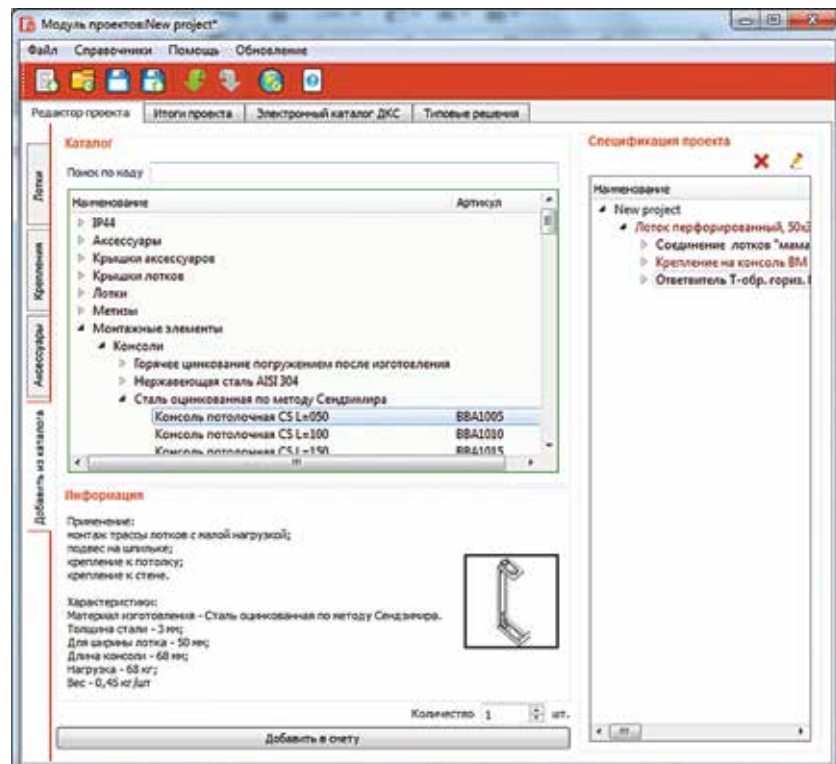 Модуль проектов:New project*
Файл Справочники Помощь Обновление
Редактор проекта Итоги проекта Электронный каталог ДКС Типовые решения
Лотки
Крепления
Аксессуары
Добавить из каталога
Каталог
Поиск по коду
Наименование Артикул
IP44
Аксессуары
Крышки аксессуаров
Крышки лотков
Лотки
Метизы
Монтажные элементы
Консоли
Горячее цинкование погружением после изготовления
Нержавеющая сталь AISI 304
Сталь оцинкованная по методу Сендзимира
Консоль потолочная CS L=050 BBA1005
Консоль потолочная CS L=100 BBA1010
Консоль потолочная CS L=150 BBA1015
Информация
Применение:
монтаж трассы лотков с малой нагрузкой;
подвес на шпильке;
крепление к потолку;
крепление к стене.
Характеристики:
Материал изготовления - Сталь оцинкованная по методу Сендзимира.
Толщина стали - 3 мм;
Для ширины лотка - 50 мм;
Длина консоли - 68 мм;
Нагрузка - 68 кг;
Вес - 0,45 кг/шт
Количество 1 шт.
Добавить в смету
Спецификация проекта
Наименование
New project
Лоток перфорированный, 50x
Соединение лотков "мама
Крепление на консоль BM
Ответвитель Т-обр. гориз.